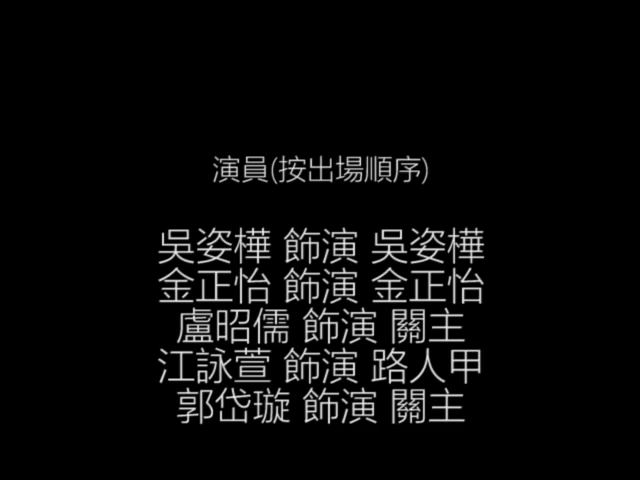 演員(按出場順序)
吳姿樺 飾演 吳姿樺
金正怡 飾演 金正怡
盧昭儒 飾演 關主
江詠萱 飾演 路人甲
郭岱璇 飾演 關主